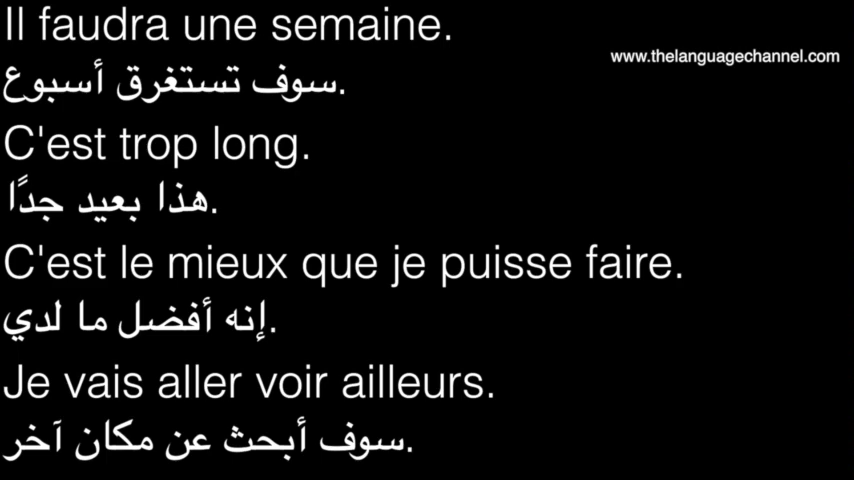 Il faudra une semaine.
www.thelanguagechannel.com
سوف تستغرق أسبوع.
C'est trop long.
هذا بعيد جدًا.
C'est le mieux que je puisse faire.
إنه أفضل ما لدي.
Je vais aller voir ailleurs.
سوف أبحث عن مكان آخر.